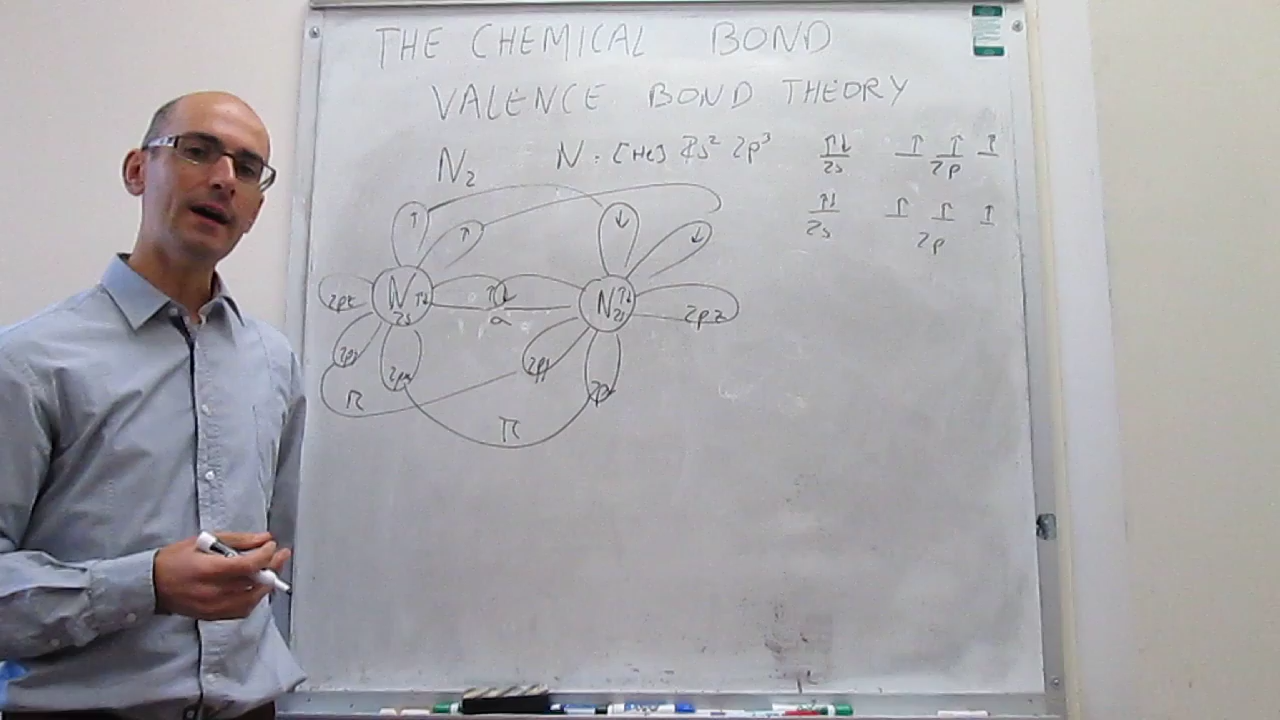 THE CHEMICAL BOND
VALENCE BOND THEORY
N₂
N: [He] 2s² 2p³
↑↓ ↑ ↑ ↑
2s 2p
↑↓ ↑ ↑ ↑
2s 2p
↑ ↑ ↓ ↓
2pz N ↑↓ 2s ↑↓ σ N ↑↓ 2s 2pz
2py 2px 2py 2px
π π